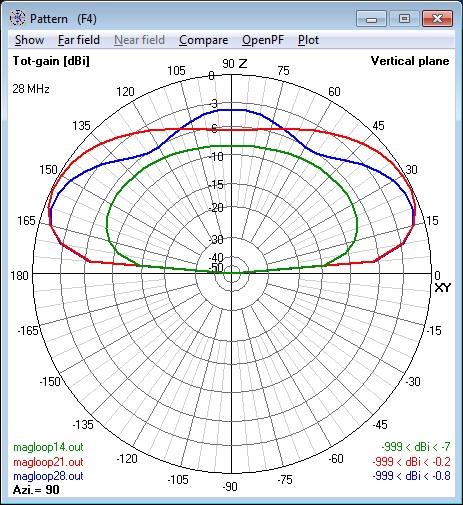 Pattern (F4)
Show Far field Near field Compare OpenPF Plot
Tot-gain [dBi]
Vertical plane
28 MHz
90 Z
105
75
120
60
135
45
150
30
165
15
180
0
XY
-165
-15
-150
-30
-135
-45
-120
-60
-105
-75
-90
0
-3
-6
-10
-15
-20
-30
-40
-50
magloop14.out
-999 < dBi < -7
magloop21.out
-999 < dBi < -0.2
magloop28.out
-999 < dBi < -0.8
Azi.= 90